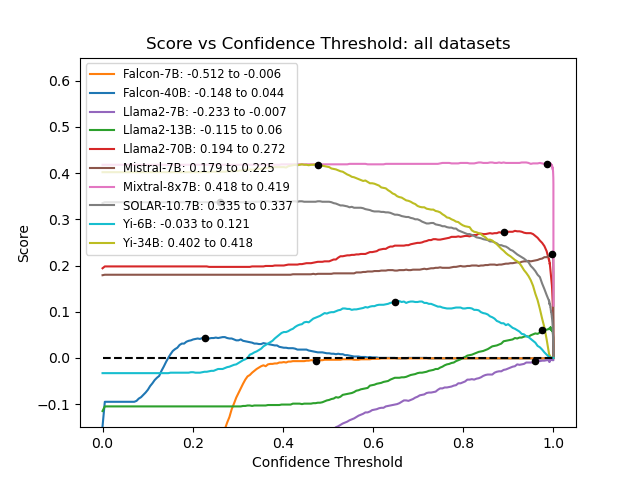 Score vs Confidence Threshold: all datasets
Falcon-7B: -0.512 to -0.006
Falcon-40B: -0.148 to 0.044
Llama2-7B: -0.233 to -0.007
Llama2-13B: -0.115 to 0.06
Llama2-70B: 0.194 to 0.272
Mistral-7B: 0.179 to 0.225
Mixtral-8x7B: 0.418 to 0.419
SOLAR-10.7B: 0.335 to 0.337
Yi-6B: -0.033 to 0.121
Yi-34B: 0.402 to 0.418
Score
0.6
0.5
0.4
0.3
0.2
0.1
0.0
−0.1
0.0 0.2 0.4 0.6 0.8 1.0
Confidence Threshold